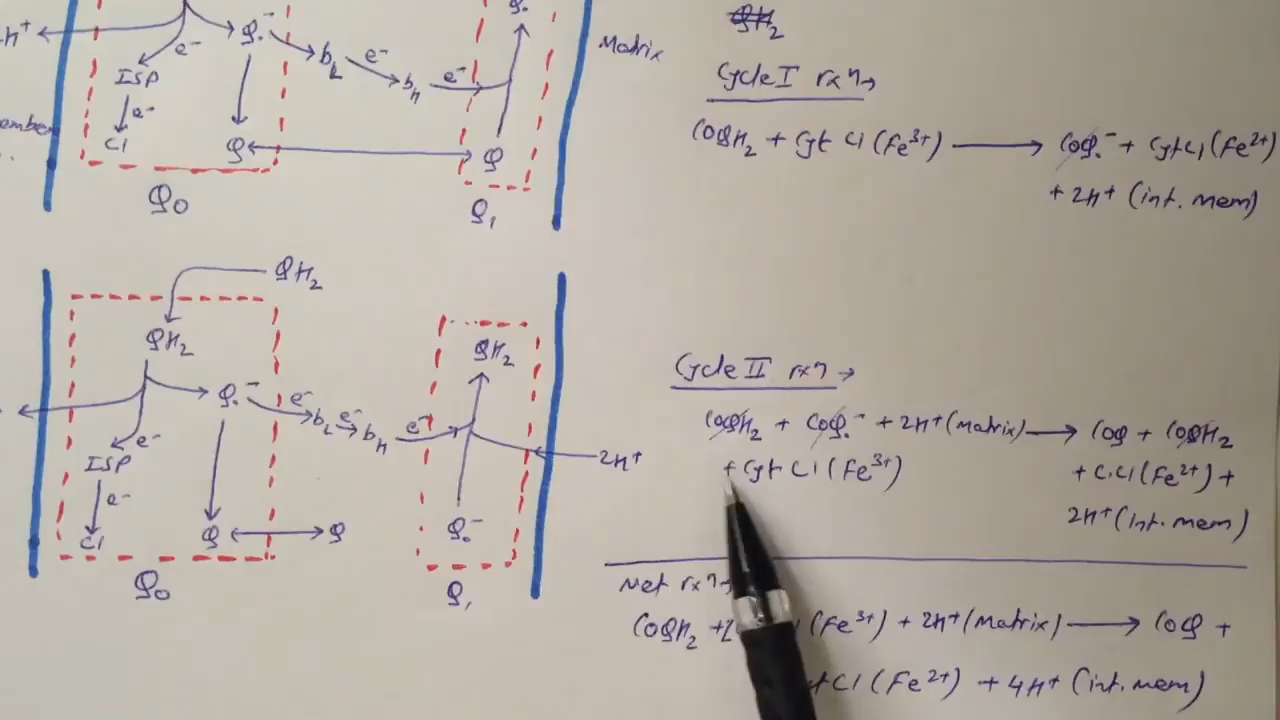 H⁺
e⁻
Q.⁻
ISP
e⁻
C1
Q
Q₀
bL
e⁻
bH
e⁻
Q
Q₁
Matrix
QH₂
QH₂
e⁻
Q.⁻
e⁻
bL
e⁻
bH
e⁻
QH₂
2H⁺
ISP
e⁻
C1
Q
Q
Q.⁻
Q₀
Q₁
Cycle I rxn→
CoQH₂ + Cyt C1 (Fe³⁺) → CoQ.⁻ + Cyt C1 (Fe²⁺)
+ 2H⁺ (int. mem)
Cycle II rxn →
CoQH₂ + CoQ.⁻ + 2H⁺ (Matrix) → CoQ + CoQH₂
+ Cyt C1 (Fe³⁺) + C.C1 (Fe²⁺) +
2H⁺ (int. mem)
Net rxn→
CoQH₂ + (Fe³⁺) + 2H⁺ (Matrix) → CoQ +
C1 (Fe²⁺) + 4H⁺ (int. mem)